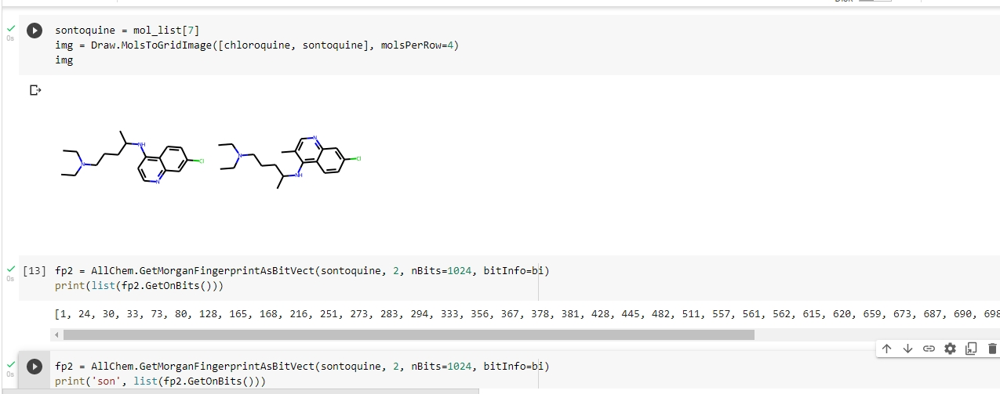 sontoquine = mol_list[7]
0s
img = Draw.MolsToGridImage([chloroquine, sontoquine], molsPerRow=4)
img
NH
N
N
Cl
N
NH
N
Cl
[13] fp2 = AllChem.GetMorganFingerprintAsBitVect(sontoquine, 2, nBits=1024, bitInfo=bi)
0s
print(list(fp2.GetOnBits()))
[1, 24, 30, 33, 73, 80, 128, 165, 168, 216, 251, 273, 283, 294, 333, 356, 367, 378, 381, 428, 445, 482, 511, 557, 561, 562, 615, 620, 659, 673, 687, 690, 698
fp2 = AllChem.GetMorganFingerprintAsBitVect(sontoquine, 2, nBits=1024, bitInfo=bi)
0s
print('son', list(fp2.GetOnBits()))